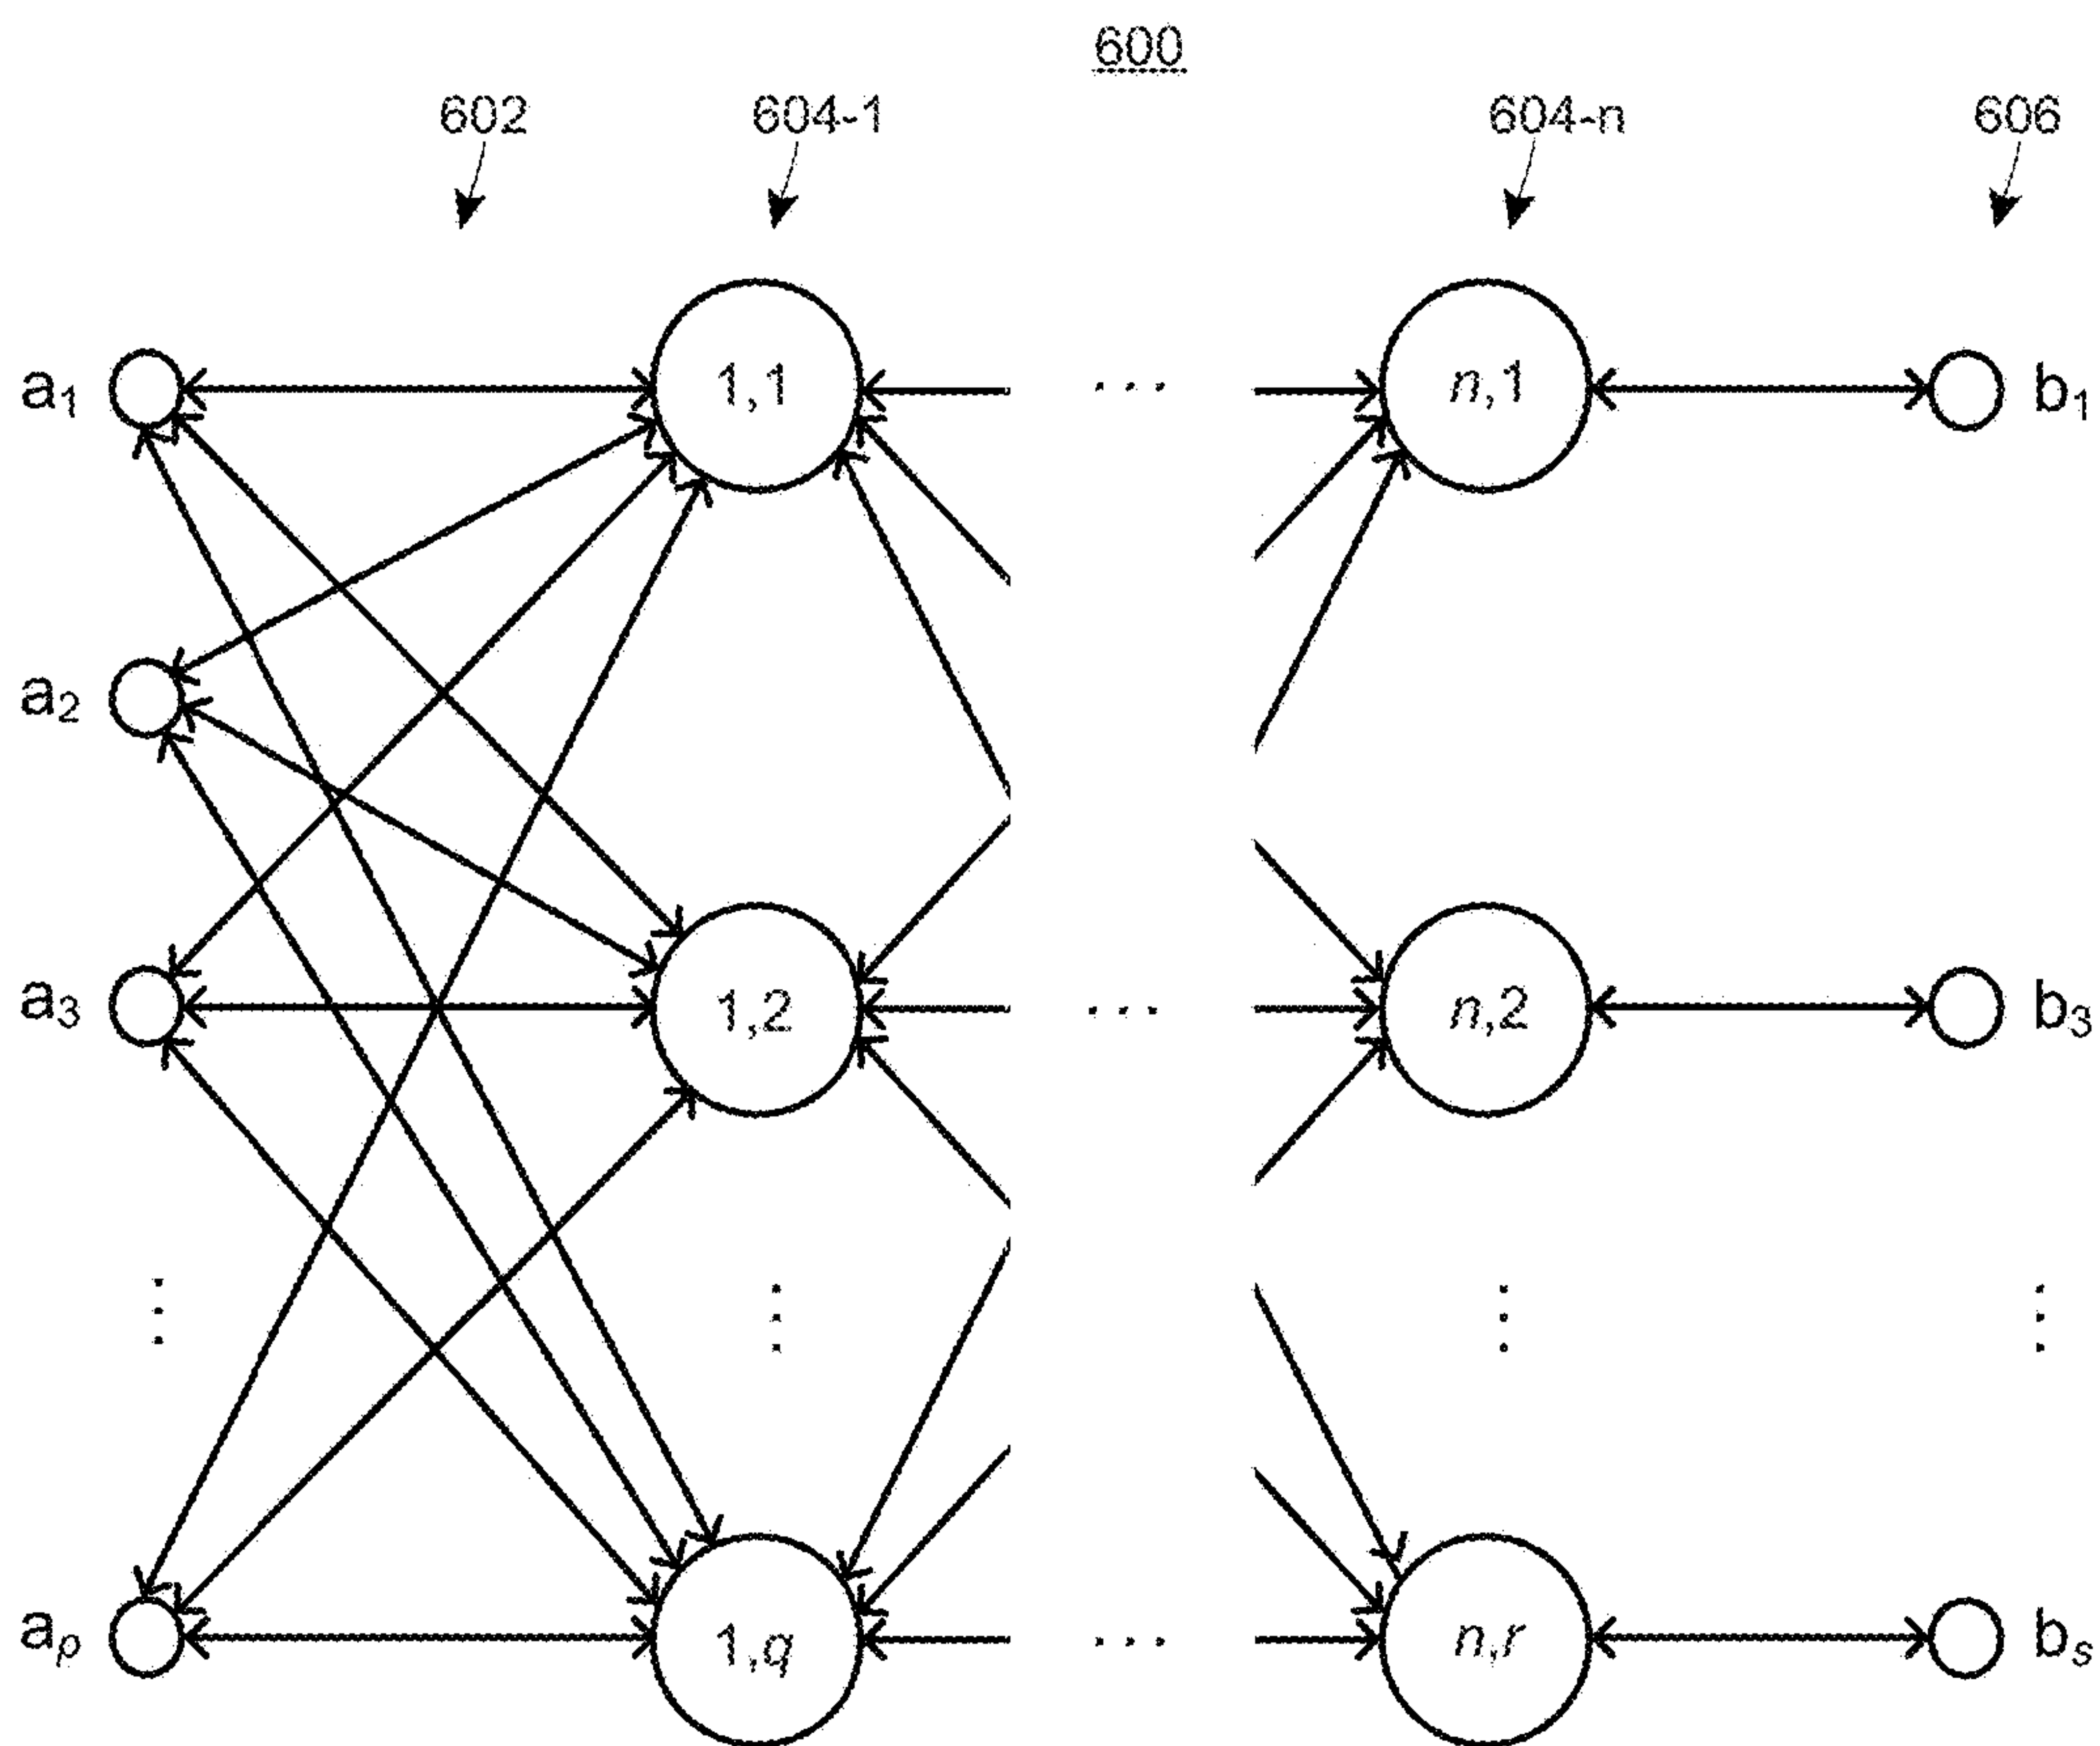 600
602 604-1 604-n 606
a₁ 1,1 ... n,1 b₁
a₂
a₃ 1,2 ... n,2 b₃
aₚ 1,q ... n,r bₛ